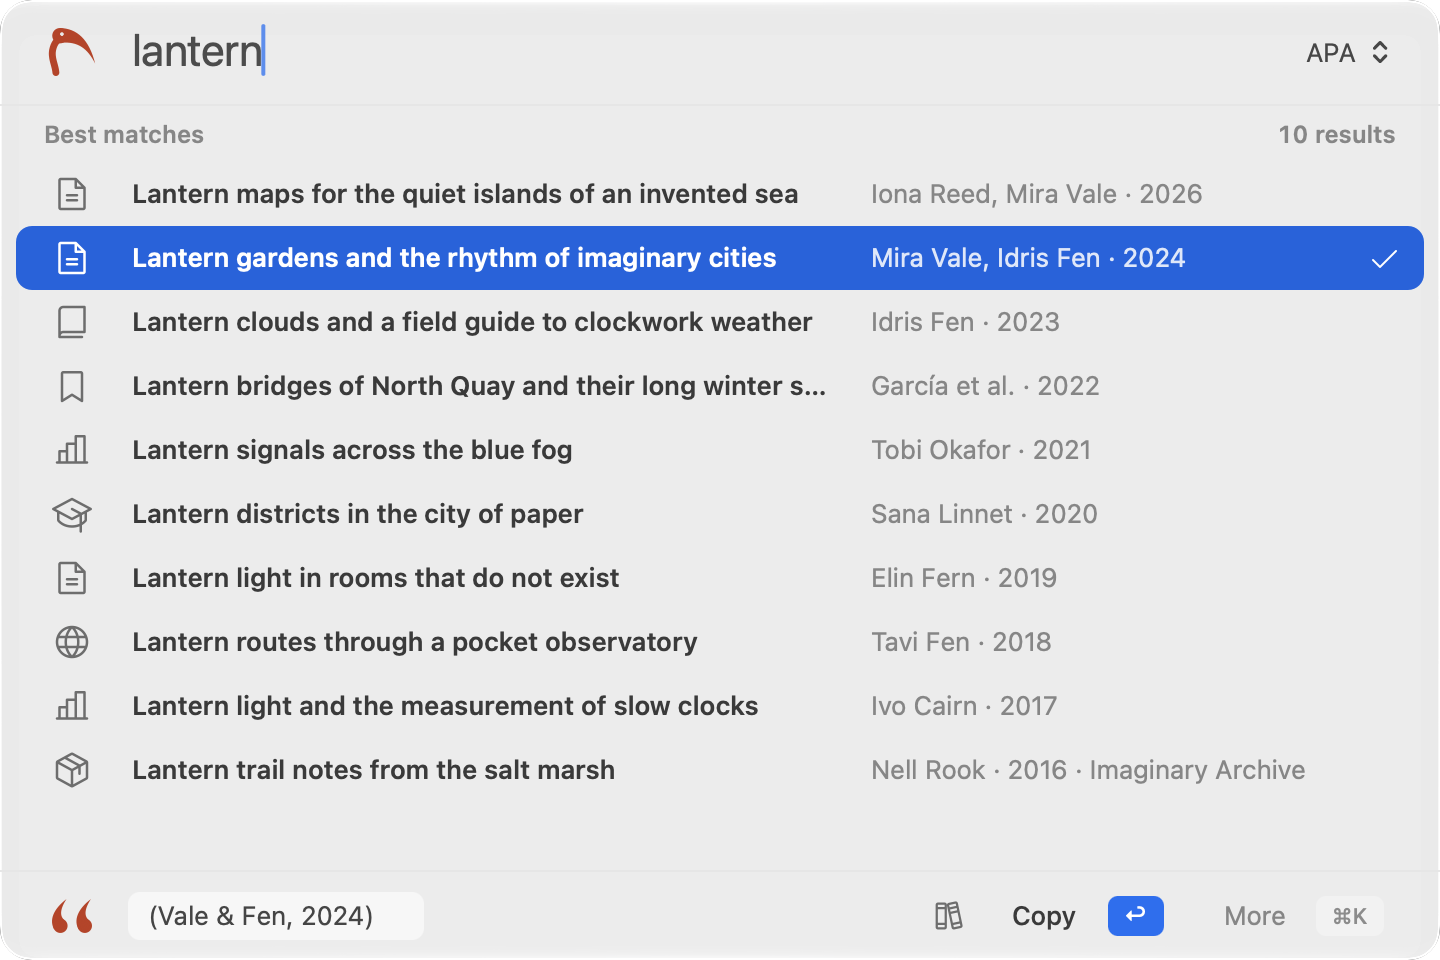 lantern
APA
Best matches
10 results
Lantern maps for the quiet islands of an invented sea Iona Reed, Mira Vale · 2026
Lantern gardens and the rhythm of imaginary cities Mira Vale, Idris Fen · 2024
Lantern clouds and a field guide to clockwork weather Idris Fen · 2023
Lantern bridges of North Quay and their long winter s... García et al. · 2022
Lantern signals across the blue fog Tobi Okafor · 2021
Lantern districts in the city of paper Sana Linnet · 2020
Lantern light in rooms that do not exist Elin Fern · 2019
Lantern routes through a pocket observatory Tavi Fen · 2018
Lantern light and the measurement of slow clocks Ivo Cairn · 2017
Lantern trail notes from the salt marsh Nell Rook · 2016 · Imaginary Archive
(Vale & Fen, 2024)
Copy
More
⌘K